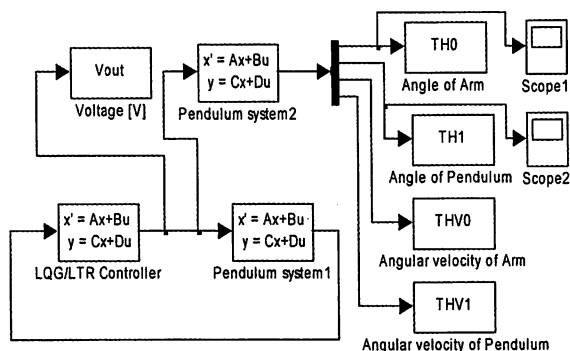 Vout
Voltage [V]
x' = Ax+Bu
y = Cx+Du
Pendulum system2
TH0
Angle of Arm
Scope1
TH1
Angle of Pendulum
Scope2
x' = Ax+Bu
y = Cx+Du
LQG/LTR Controller
x' = Ax+Bu
y = Cx+Du
Pendulum system1
THV0
Angular velocity of Arm
THV1
Angular velocity of Pendulum